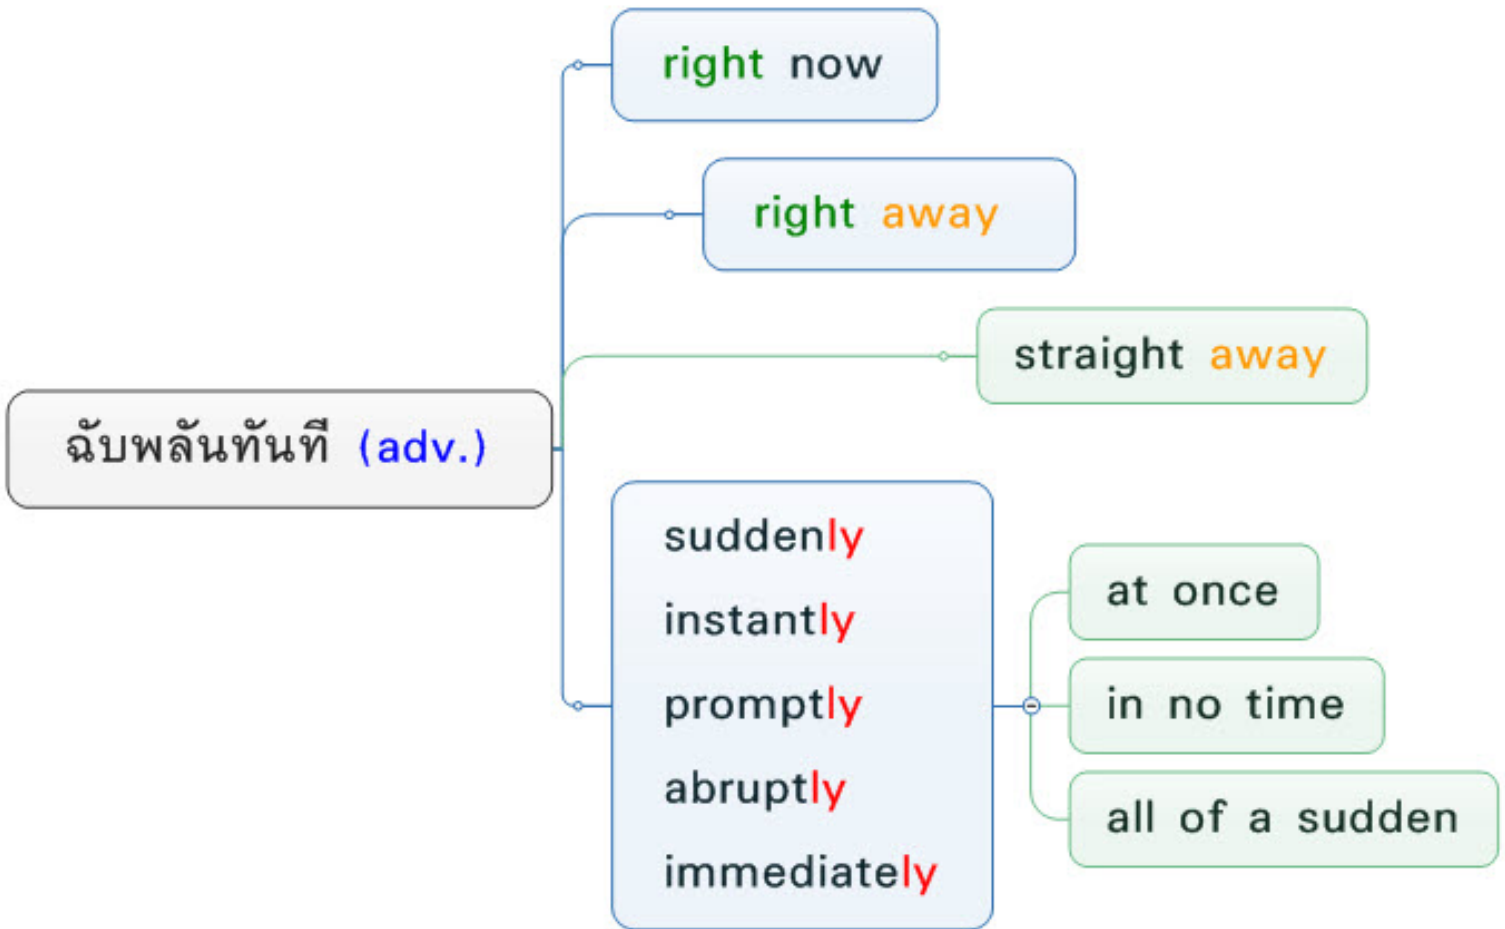 right now
right away
straight away
ฉับพลันทันที (adv.)
suddenly
instantly
promptly
abruptly
immediately
at once
in no time
all of a sudden